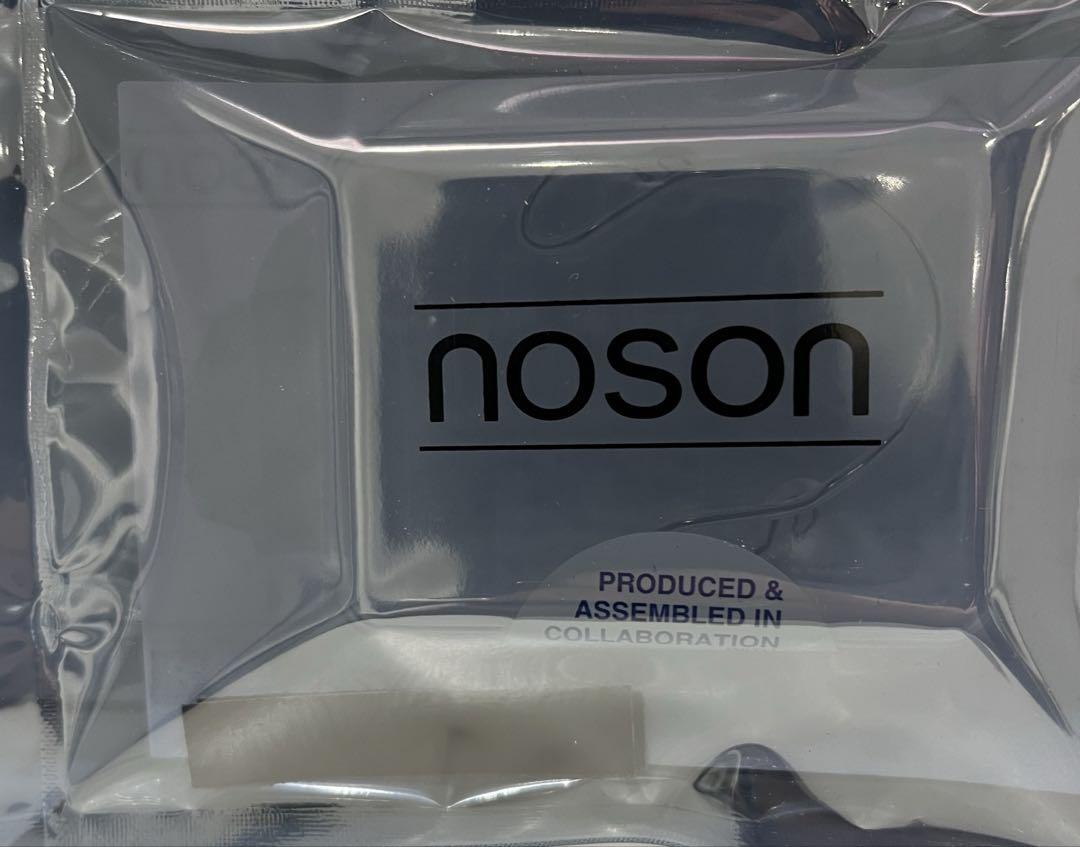 noson
PRODUCED &
ASSEMBLED IN
COLLABORATION